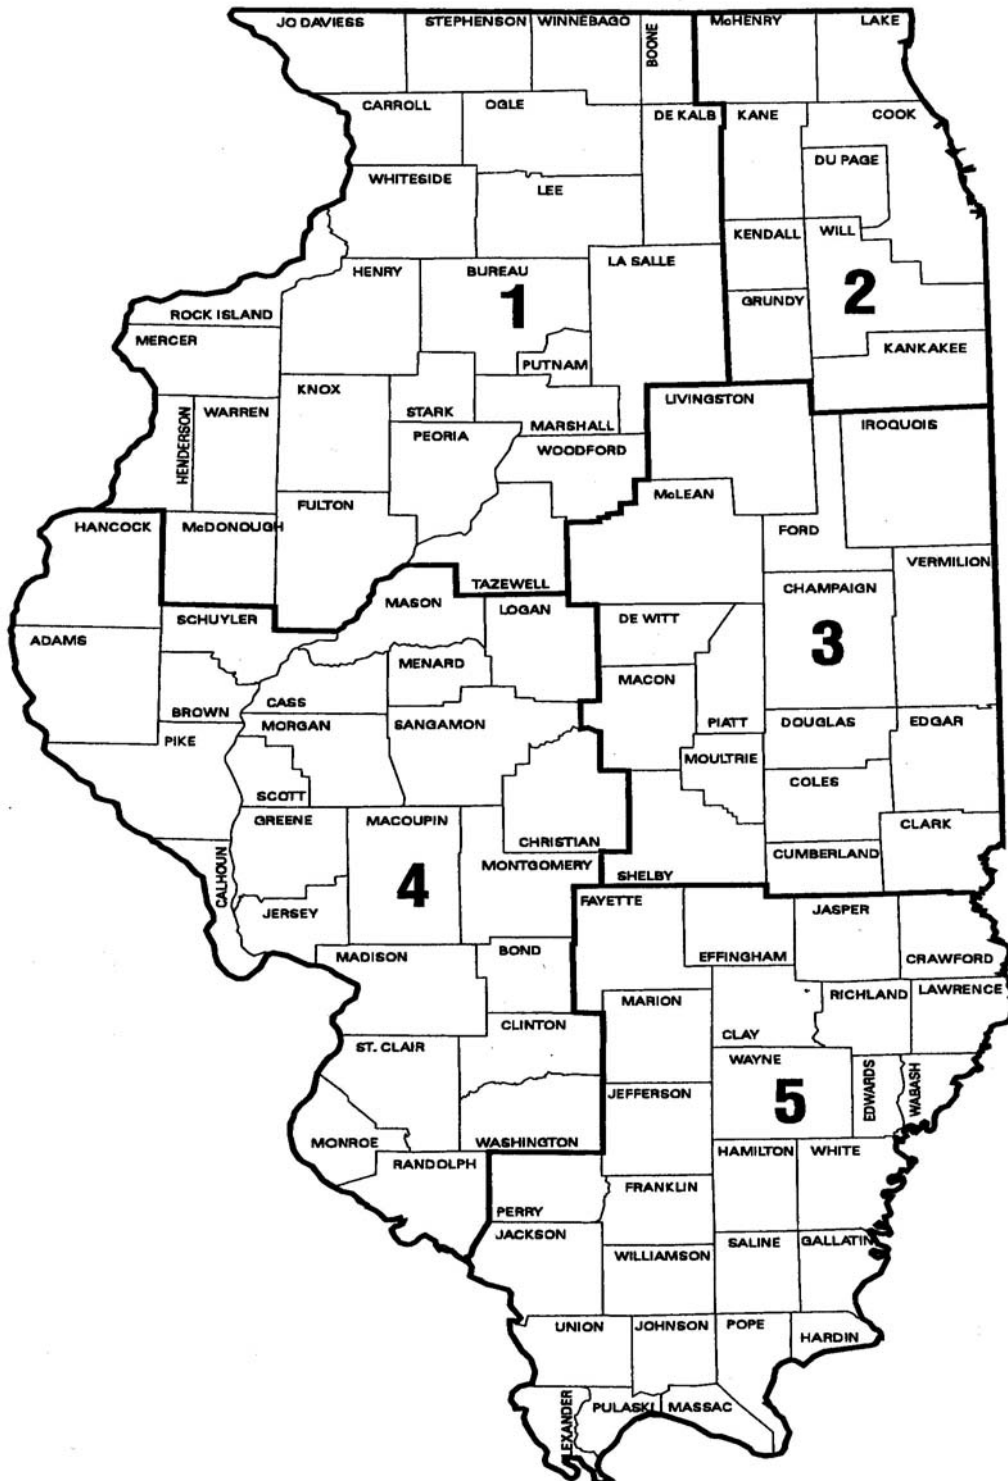 JO DAVIESS
STEPHENSON
WINNEBAGO
BOONE
McHENRY
LAKE
CARROLL
OGLE
DE KALB
KANE
COOK
DU PAGE
WHITESIDE
LEE
KENDALL
WILL
LA SALLE
HENRY
BUREAU
1
2
GRUNDY
ROCK ISLAND
MERCER
KANKAKEE
PUTNAM
KNOX
LIVINGSTON
HENDERSON
WARREN
STARK
MARSHALL
IROQUOIS
PEORIA
WOODFORD
McLEAN
FULTON
HANCOCK
McDONOUGH
FORD
VERMILION
TAZEWELL
CHAMPAIGN
MASON
LOGAN
SCHUYLER
DE WITT
ADAMS
3
MENARD
MACON
CASS
BROWN
MORGAN
SANGAMON
PIATT
DOUGLAS
EDGAR
PIKE
MOULTRIE
COLES
SCOTT
GREENE
MACOUPIN
CLARK
CHRISTIAN
CUMBERLAND
MONTGOMERY
CALHOUN
4
SHELBY
FAYETTE
JASPER
JERSEY
BOND
MADISON
EFFINGHAM
CRAWFORD
RICHLAND
LAWRENCE
MARION
CLINTON
CLAY
ST. CLAIR
WAYNE
EDWARDS
WABASH
JEFFERSON
5
MONROE
WASHINGTON
HAMILTON
WHITE
RANDOLPH
FRANKLIN
PERRY
JACKSON
SALINE
GALLATIN
WILLIAMSON
UNION
JOHNSON
POPE
HARDIN
ALEXANDER
PULASKI
MASSAC